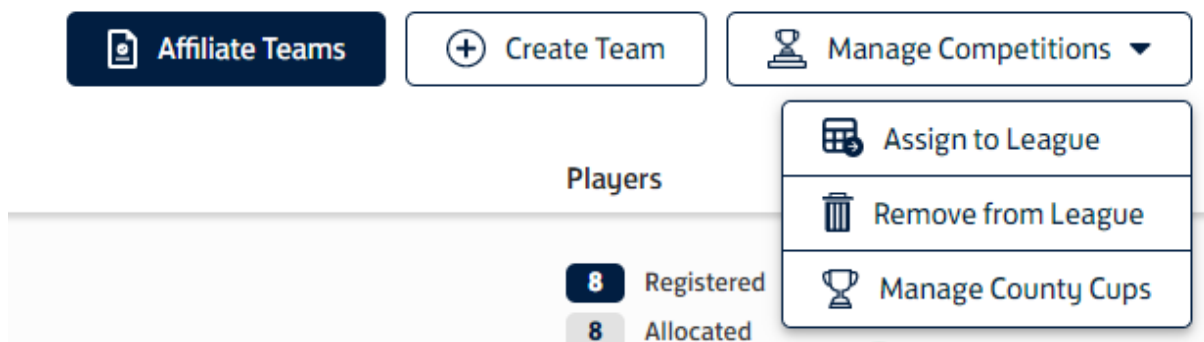 Affiliate Teams
Create Team
Manage Competitions
Assign to League
Players
Remove from League
8 Registered
Manage County Cups
8 Allocated